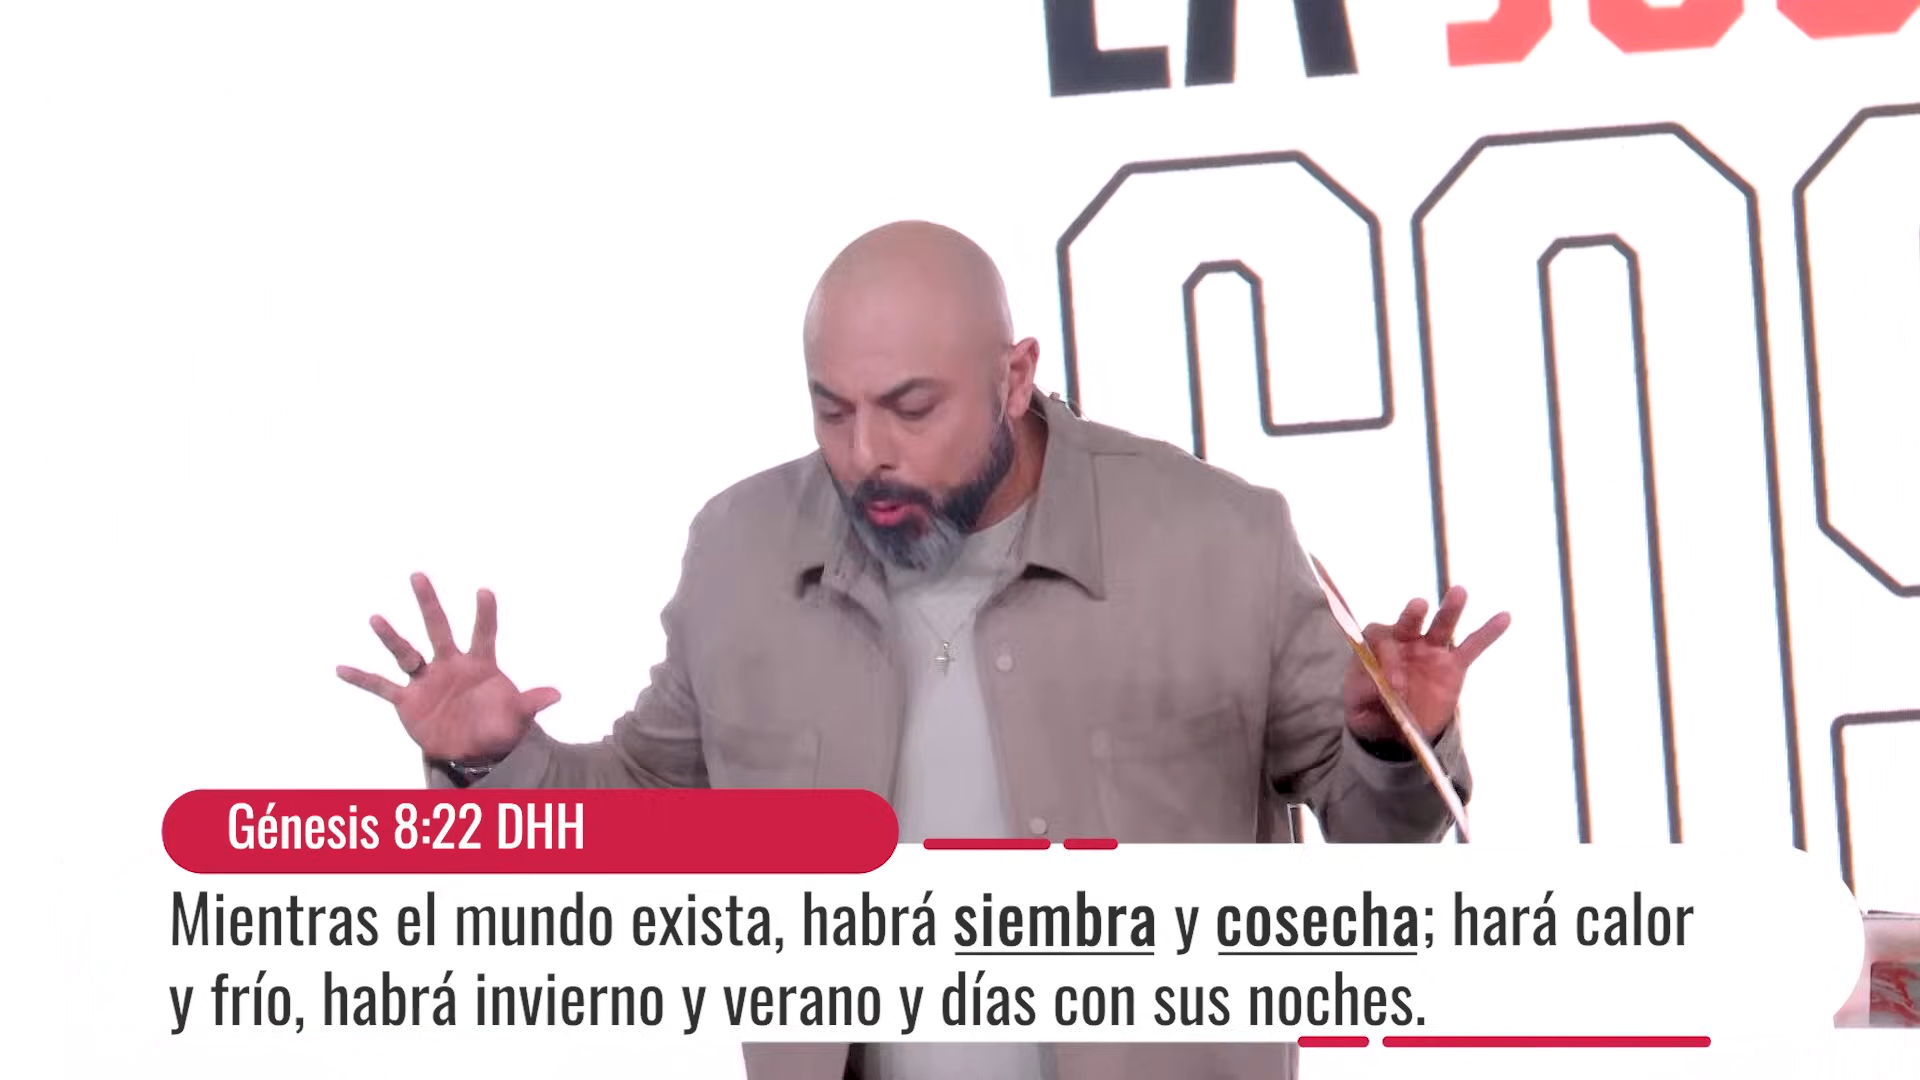 LA
Génesis 8:22 DHH
Mientras el mundo exista, habrá siembra y cosecha; hará calor
y frío, habrá invierno y verano y días con sus noches.